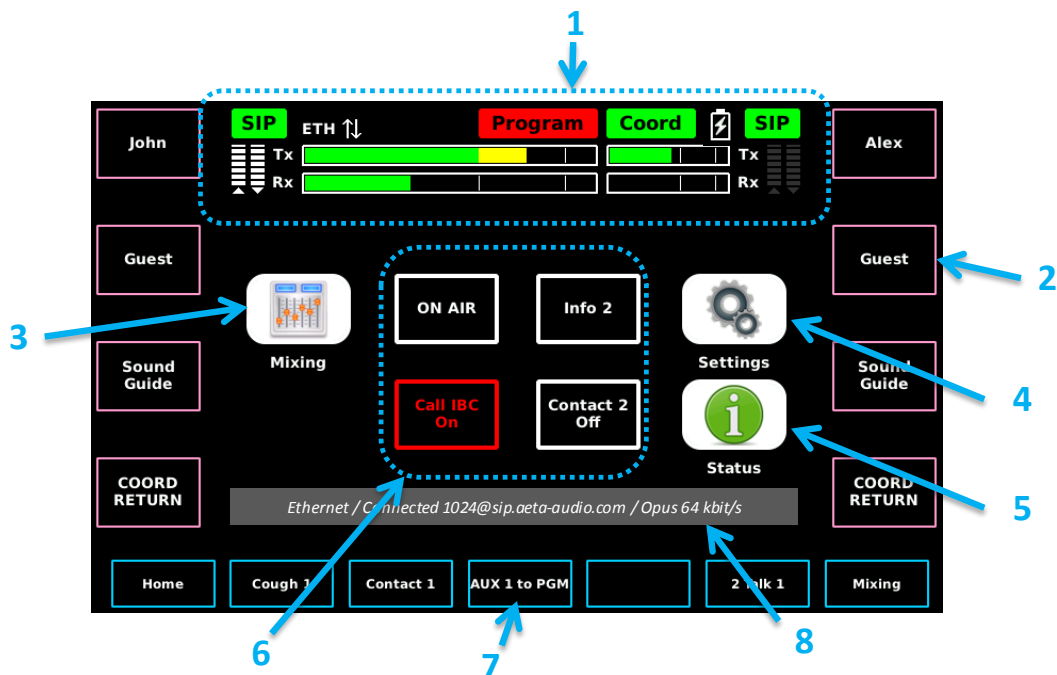 1
John
SIP
ETH
Program
Coord
SIP
Alex
Tx
Tx
Rx
Rx
Guest
Guest
2
3
ON AIR
Info 2
Mixing
Settings
Sound
Guide
Sound
Guide
4
Call IBC
On
Contact 2
Off
Status
COORD
RETURN
COORD
RETURN
5
Ethernet / Connected 1024@sip.aeta-audio.com / Opus 64 kbit/s
Home
Cough 1
Contact 1
AUX 1 to PGM
2 Talk 1
Mixing
6
7
8